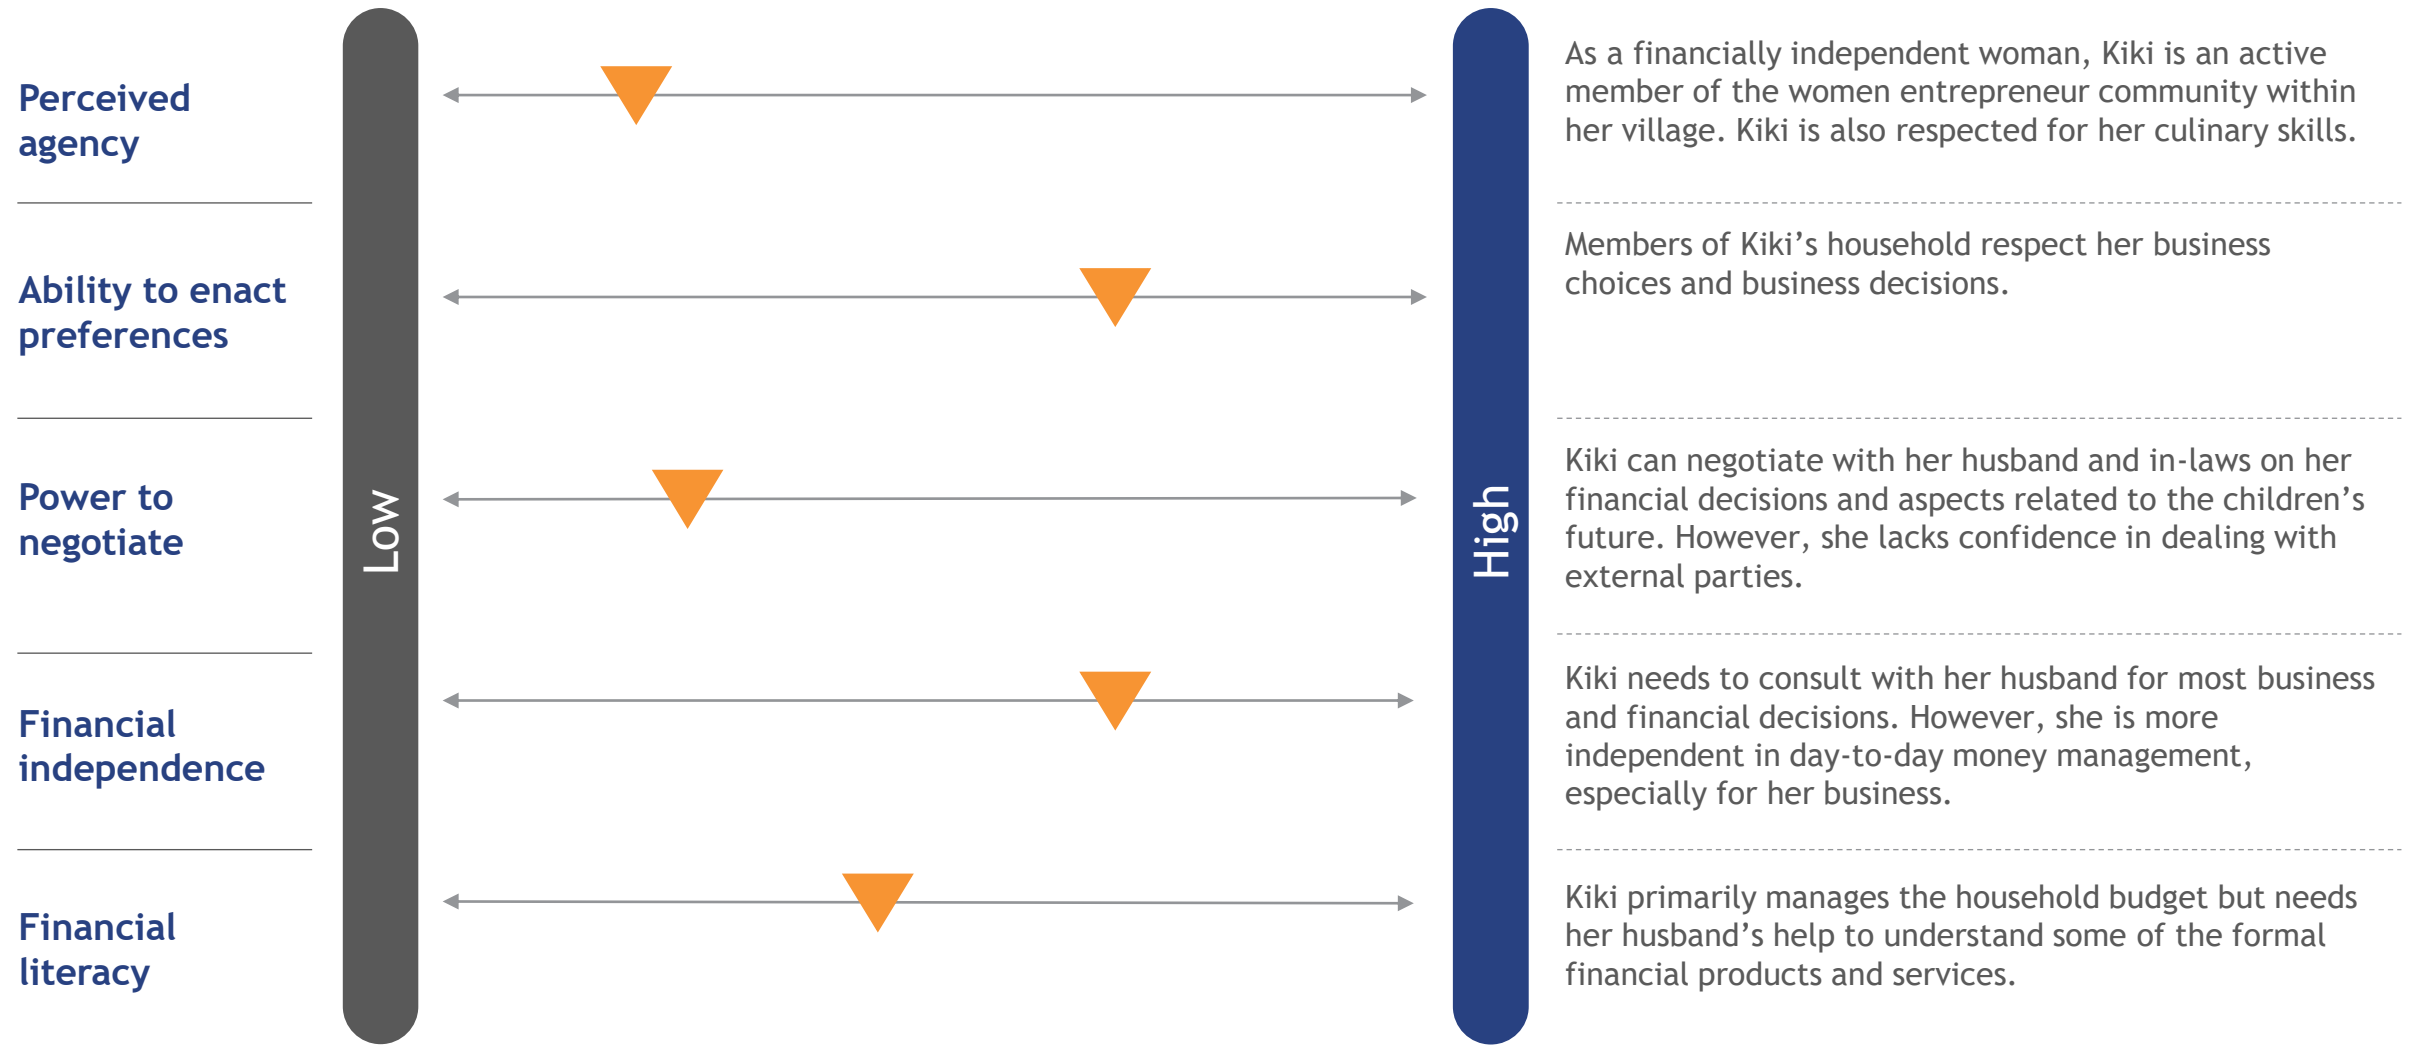 Perceived
agency
As a financially independent woman, Kiki is an active
member of the women entrepreneur community within
her village. Kiki is also respected for her culinary skills.
Ability to enact
preferences
Members of Kiki’s household respect her business
choices and business decisions.
Power to
negotiate
Low
High
Kiki can negotiate with her husband and in-laws on her
financial decisions and aspects related to the children’s
future. However, she lacks confidence in dealing with
external parties.
Financial
independence
Kiki needs to consult with her husband for most business
and financial decisions. However, she is more
independent in day-to-day money management,
especially for her business.
Financial
literacy
Kiki primarily manages the household budget but needs
her husband’s help to understand some of the formal
financial products and services.